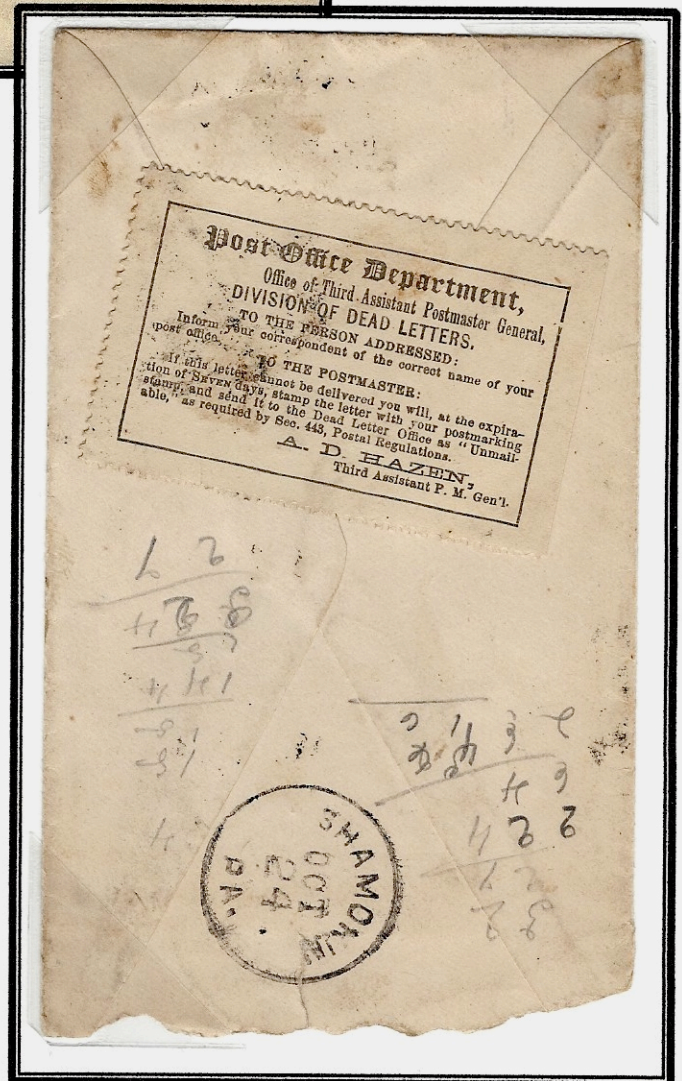 Post Office Department,
Office of Third Assistant Postmaster General,
DIVISION OF DEAD LETTERS.
TO THE PERSON ADDRESSED:
Inform your correspondent of the correct name of your
post office.
TO THE POSTMASTER:
If this letter cannot be delivered you will, at the expira-
tion of SEVEN days, stamp the letter with your postmarking
stamp, and send it to the Dead Letter Office as "Unmail-
able," as required by Sec. 443, Postal Regulations.
A. D. HAZEN,
Third Assistant P. M. Gen'l.
SHAMOKIN
OCT
24
PA.